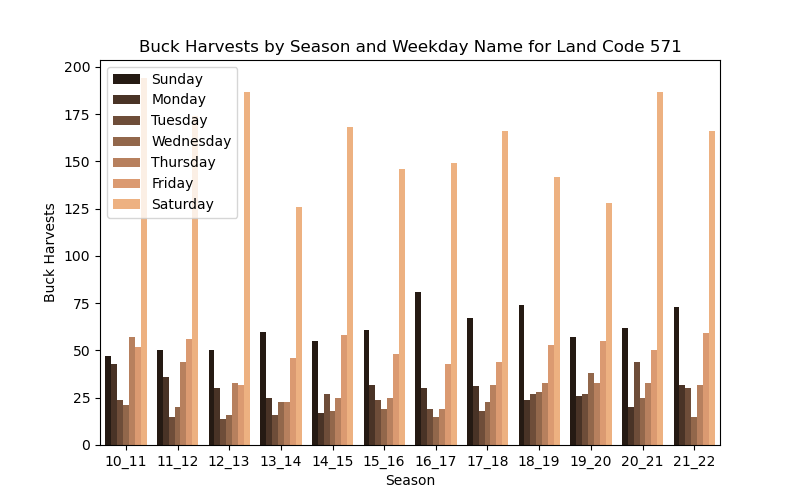 Buck Harvests by Season and Weekday Name for Land Code 571
200
175
150
125
100
75
50
25
0
Buck Harvests
Sunday
Monday
Tuesday
Wednesday
Thursday
Friday
Saturday
10_11 11_12 12_13 13_14 14_15 15_16 16_17 17_18 18_19 19_20 20_21 21_22
Season